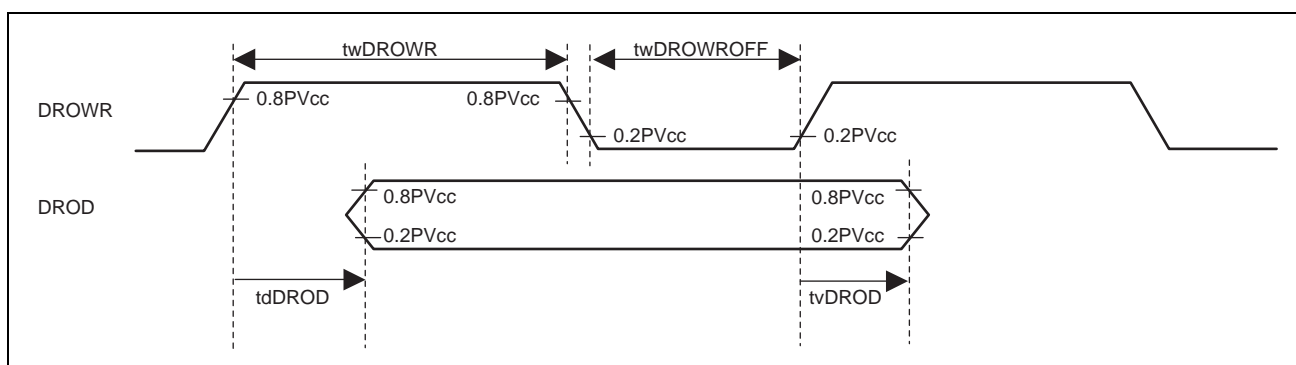 twDROWR
twDROWROFF
DROWR
0.8PVcc
0.8PVcc
0.2PVcc
0.2PVcc
DROD
0.8PVcc
0.8PVcc
0.2PVcc
0.2PVcc
tdDROD
tvDROD